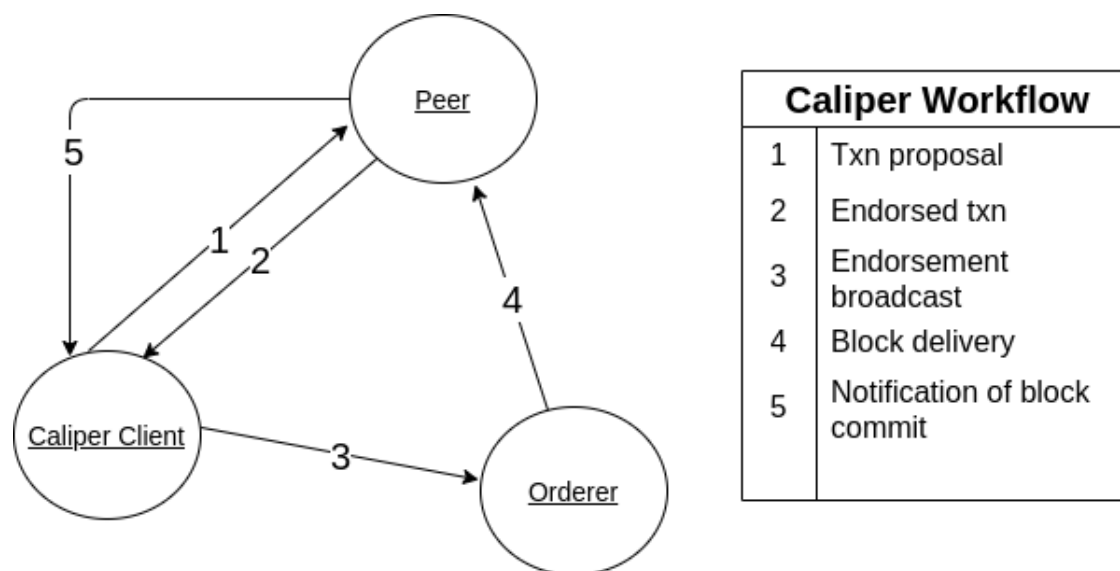 Peer
5
1
2
4
Caliper Client
3
Orderer
Caliper Workflow
1 Txn proposal
2 Endorsed txn
3 Endorsement
broadcast
4 Block delivery
5 Notification of block
commit